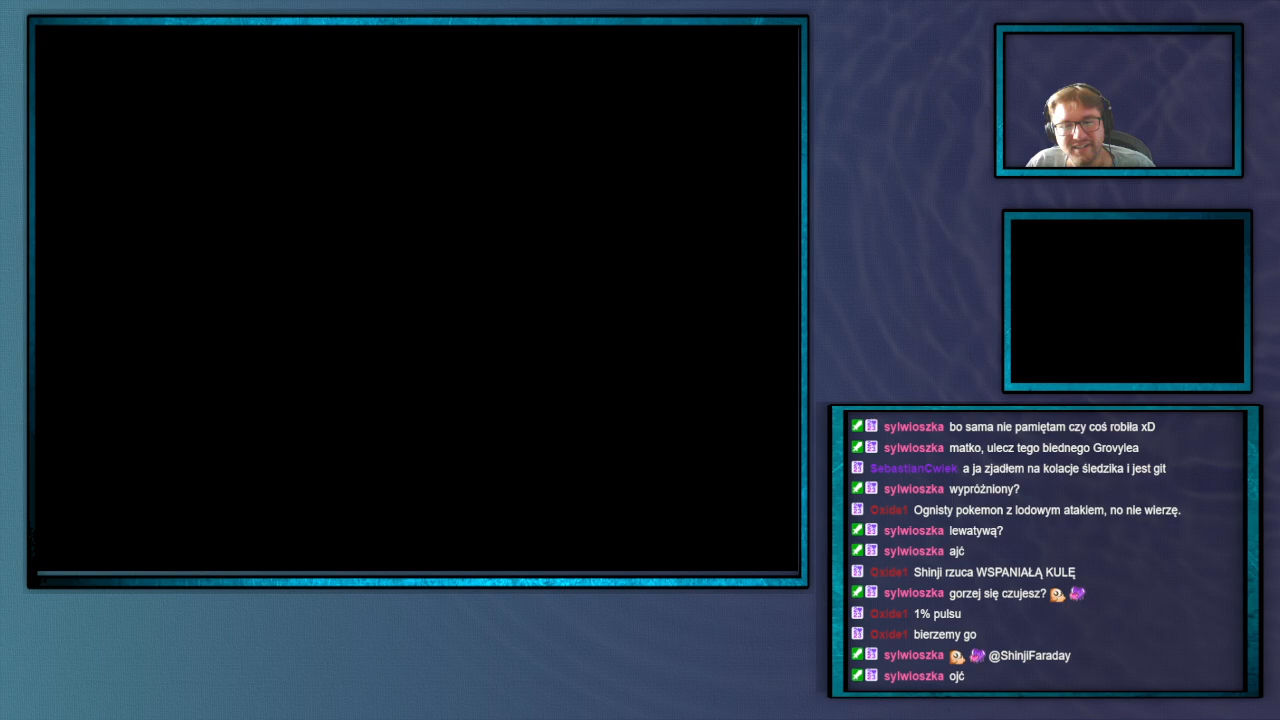 sylwioszka bo sama nie pamiętam czy coś robiła xD
sylwioszka matko, ulecz tego biednego Grovylea
SebastianCwiek a ja zjadłem na kolacje śledzika i jest git
sylwioszka wypróżniony?
Oxide1 Ognisty pokemon z lodowym atakiem, no nie wierzę.
sylwioszka lewatywą?
sylwioszka ajć
Oxide1 Shinji rzuca WSPANIAŁĄ KULĘ
sylwioszka gorzej się czujesz?
Oxide1 1% pulsu
Oxide1 bierzemy go
sylwioszka @ShinjiFaraday
sylwioszka ojć